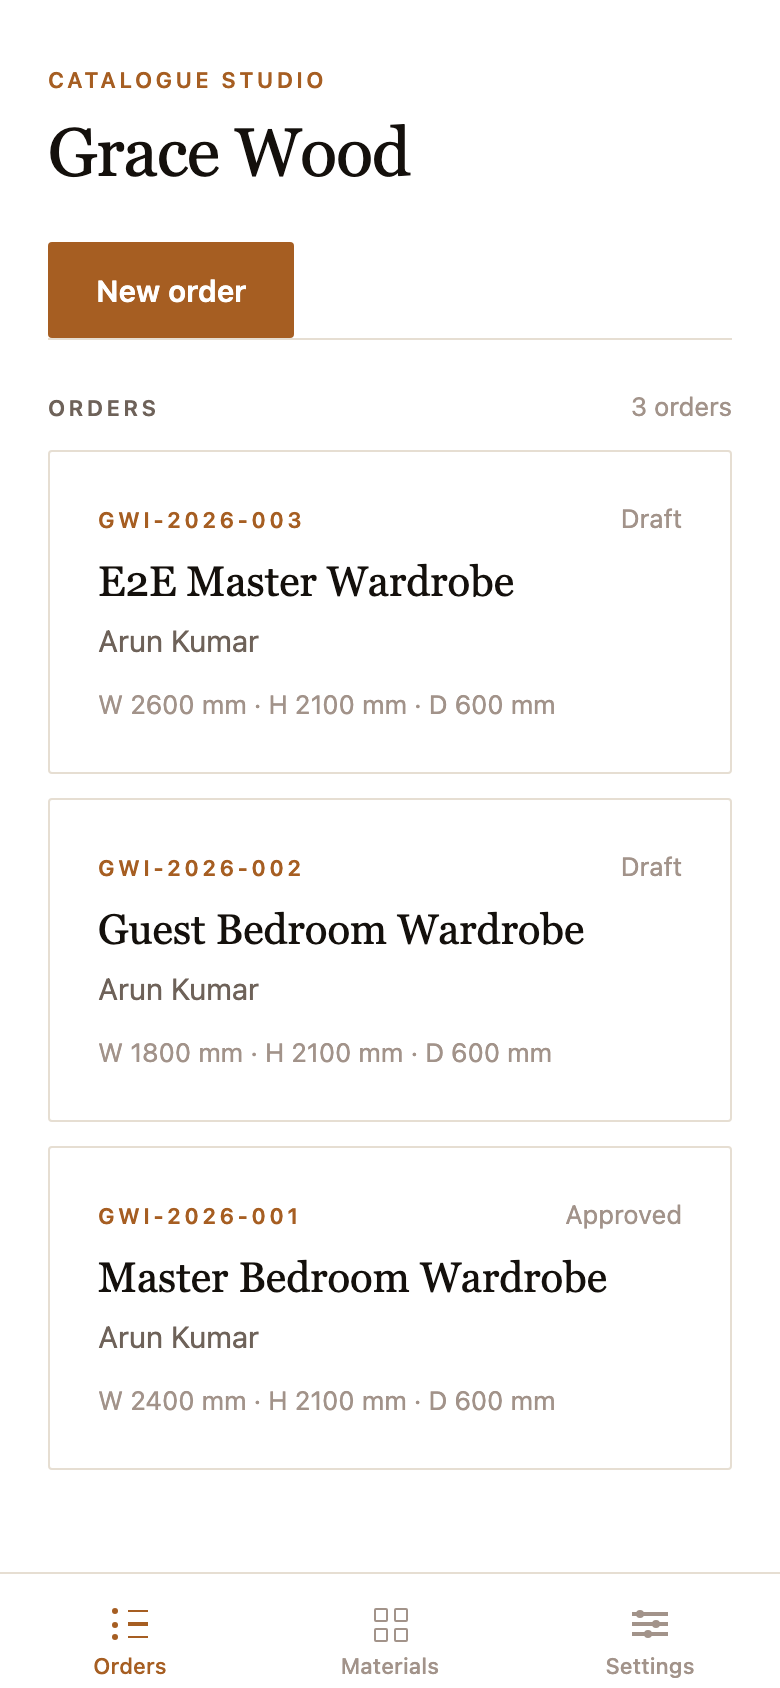 CATALOGUE STUDIO
Grace Wood
New order
ORDERS 3 orders
GWI-2026-003 Draft
E2E Master Wardrobe
Arun Kumar
W 2600 mm · H 2100 mm · D 600 mm
GWI-2026-002 Draft
Guest Bedroom Wardrobe
Arun Kumar
W 1800 mm · H 2100 mm · D 600 mm
GWI-2026-001 Approved
Master Bedroom Wardrobe
Arun Kumar
W 2400 mm · H 2100 mm · D 600 mm
Orders Materials Settings